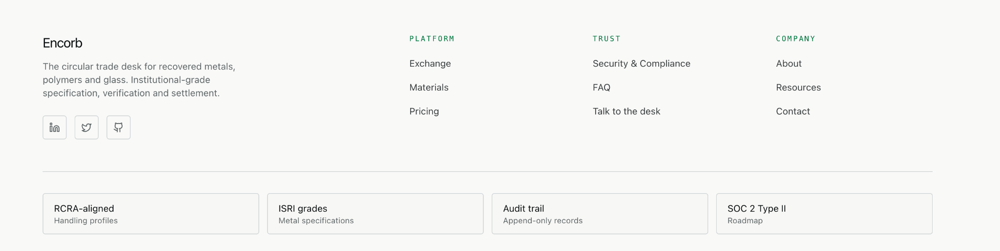 Encorb
The circular trade desk for recovered metals,
polymers and glass. Institutional-grade
specification, verification and settlement.
PLATFORM
Exchange
Materials
Pricing
TRUST
Security & Compliance
FAQ
Talk to the desk
COMPANY
About
Resources
Contact
RCRA-aligned
Handling profiles
ISRI grades
Metal specifications
Audit trail
Append-only records
SOC 2 Type II
Roadmap